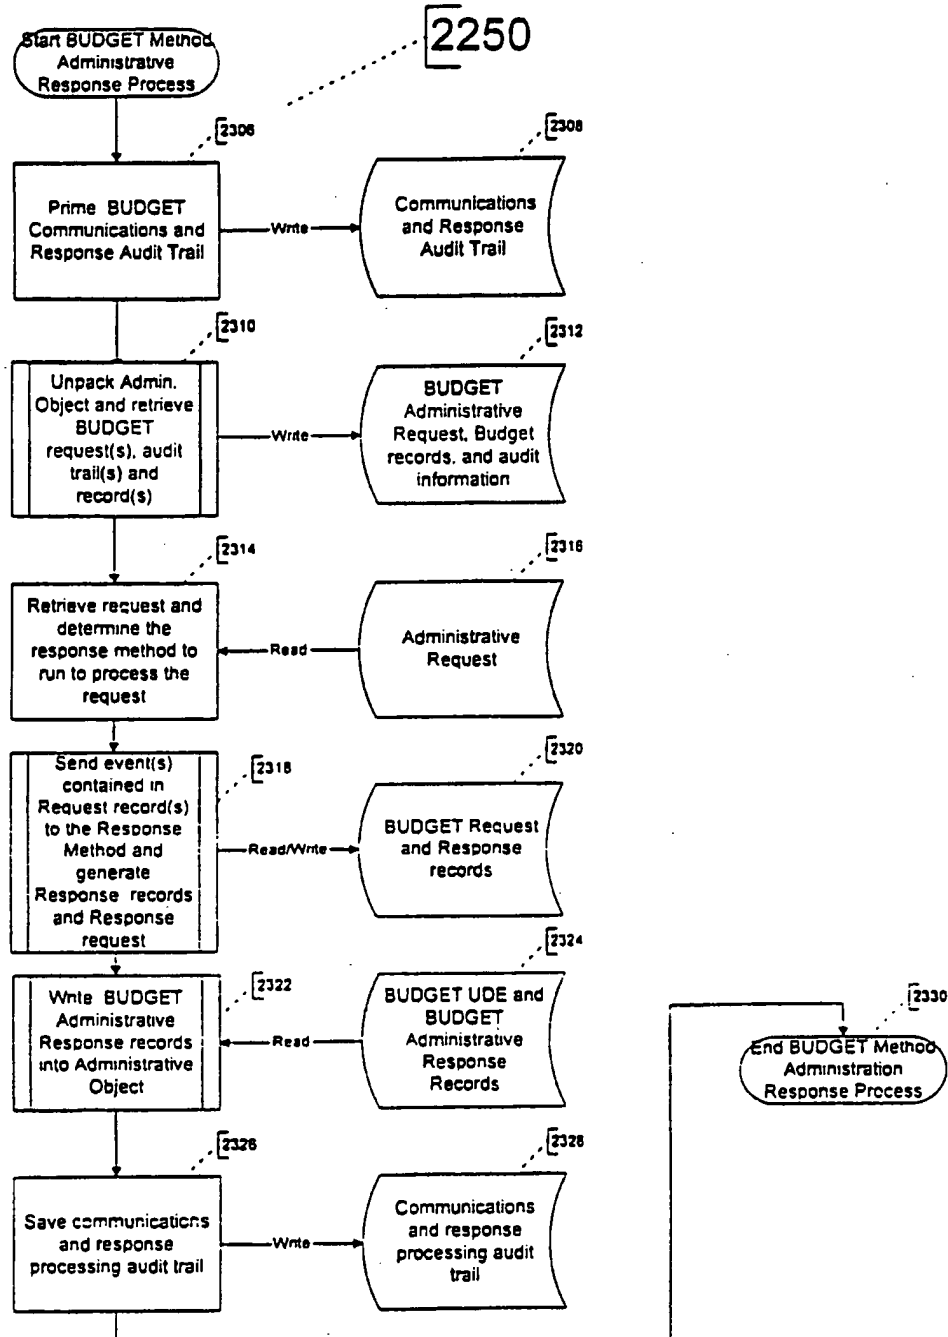 2250
Start BUDGET Method
Administrative
Response Process
2306
Prime BUDGET
Communications and
Response Audit Trail
Write
2308
Communications
and Response
Audit Trail
2310
Unpack Admin.
Object and retrieve
BUDGET
request(s), audit
trail(s) and
record(s)
Write
2312
BUDGET
Administrative
Request, Budget
records, and audit
information
2314
Retrieve request and
determine the
response method to
run to process the
request
Read
2316
Administrative
Request
2318
Send event(s)
contained in
Request record(s)
to the Response
Method and
generate
Response records
and Response
request
Read/Write
2320
BUDGET Request
and Response
records
2322
Write BUDGET
Administrative
Response records
into Administrative
Object
Read
2324
BUDGET UDE and
BUDGET
Administrative
Response
Records
2326
Save communications
and response
processing audit trail
Write
2328
Communications
and response
processing audit
trail
2330
End BUDGET Method
Administration
Response Process